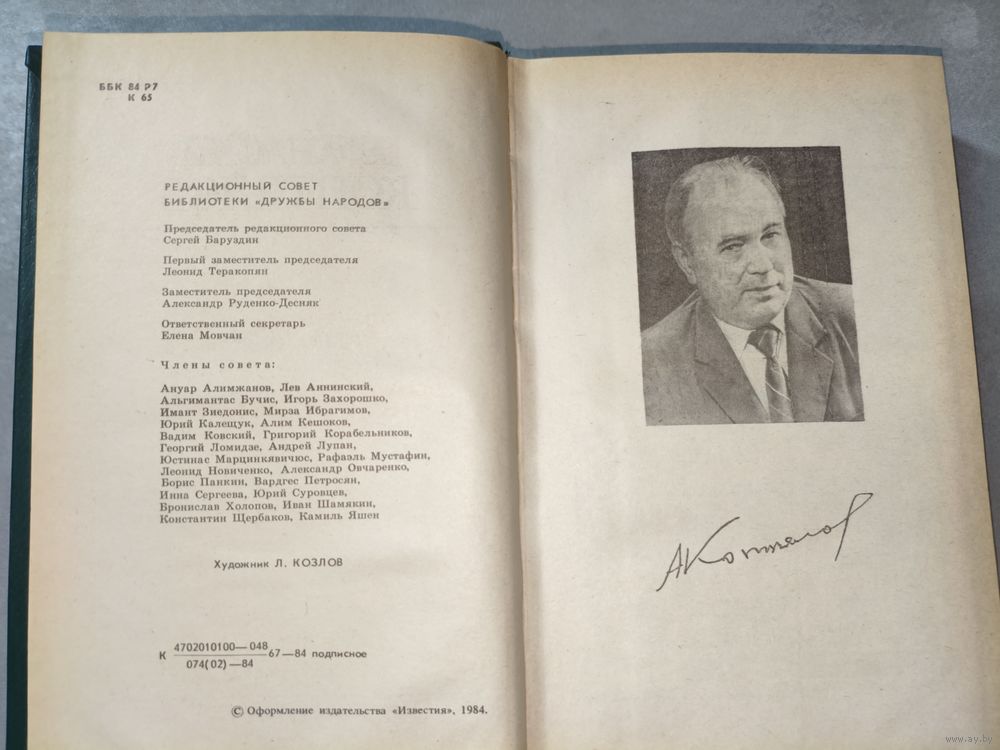 ББК 84 Р7
К 65
РЕДАКЦИОННЫЙ СОВЕТ
БИБЛИОТЕКИ «ДРУЖБЫ НАРОДОВ»
Председатель редакционного совета
Сергей Баруздин
Первый заместитель председателя
Леонид Теракопян
Заместитель председателя
Александр Руденко-Десняк
Ответственный секретарь
Елена Мовчан
Члены совета:
Ануар Алимжанов, Лев Аннинский,
Альгимантас Бучис, Игорь Захорошко,
Имант Зиедонис, Мирза Ибрагимов,
Юрий Калещук, Алим Кешоков,
Вадим Ковский, Григорий Корабельников,
Георгий Ломидзе, Андрей Лупан,
Юстинас Марцинкявичюс, Рафаэль Мустафин,
Леонид Новиченко, Александр Овчаренко,
Борис Панкин, Вардгес Петросян,
Инна Сергеева, Юрий Суровцев,
Бронислав Холопов, Иван Шамякин,
Константин Щербаков, Камиль Яшен
Художник Л. КОЗЛОВ
К 4702010100—048 67—84 подписное
074(02)—84
© Оформление издательства «Известия», 1984.
АКоптялов
www.ay.by